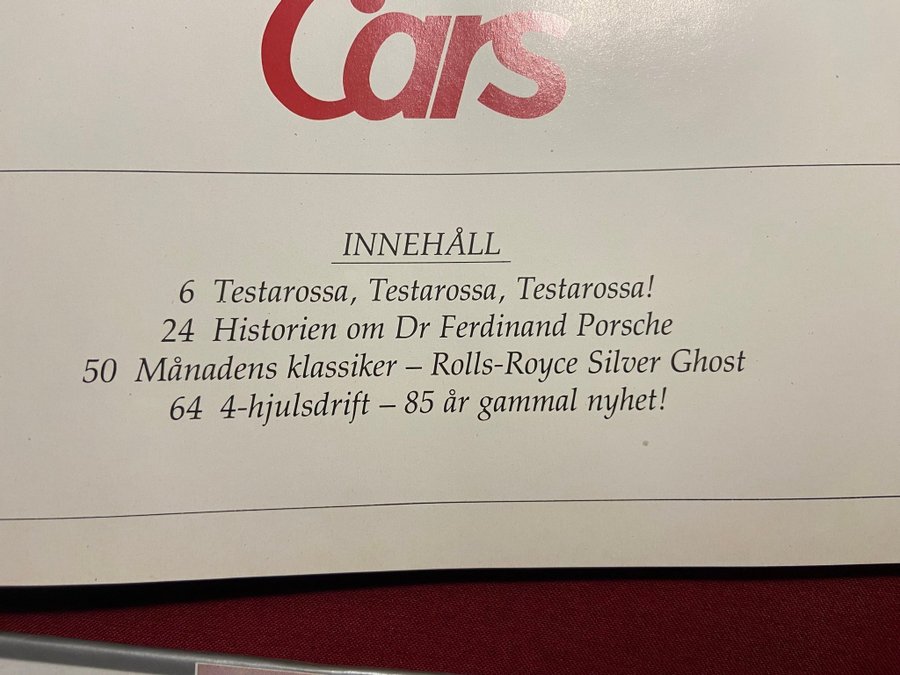 Cars
INNEHÅLL
6 Testarossa, Testarossa, Testarossa!
24 Historien om Dr Ferdinand Porsche
50 Månadens klassiker – Rolls-Royce Silver Ghost
64 4-hjulsdrift – 85 år gammal nyhet!